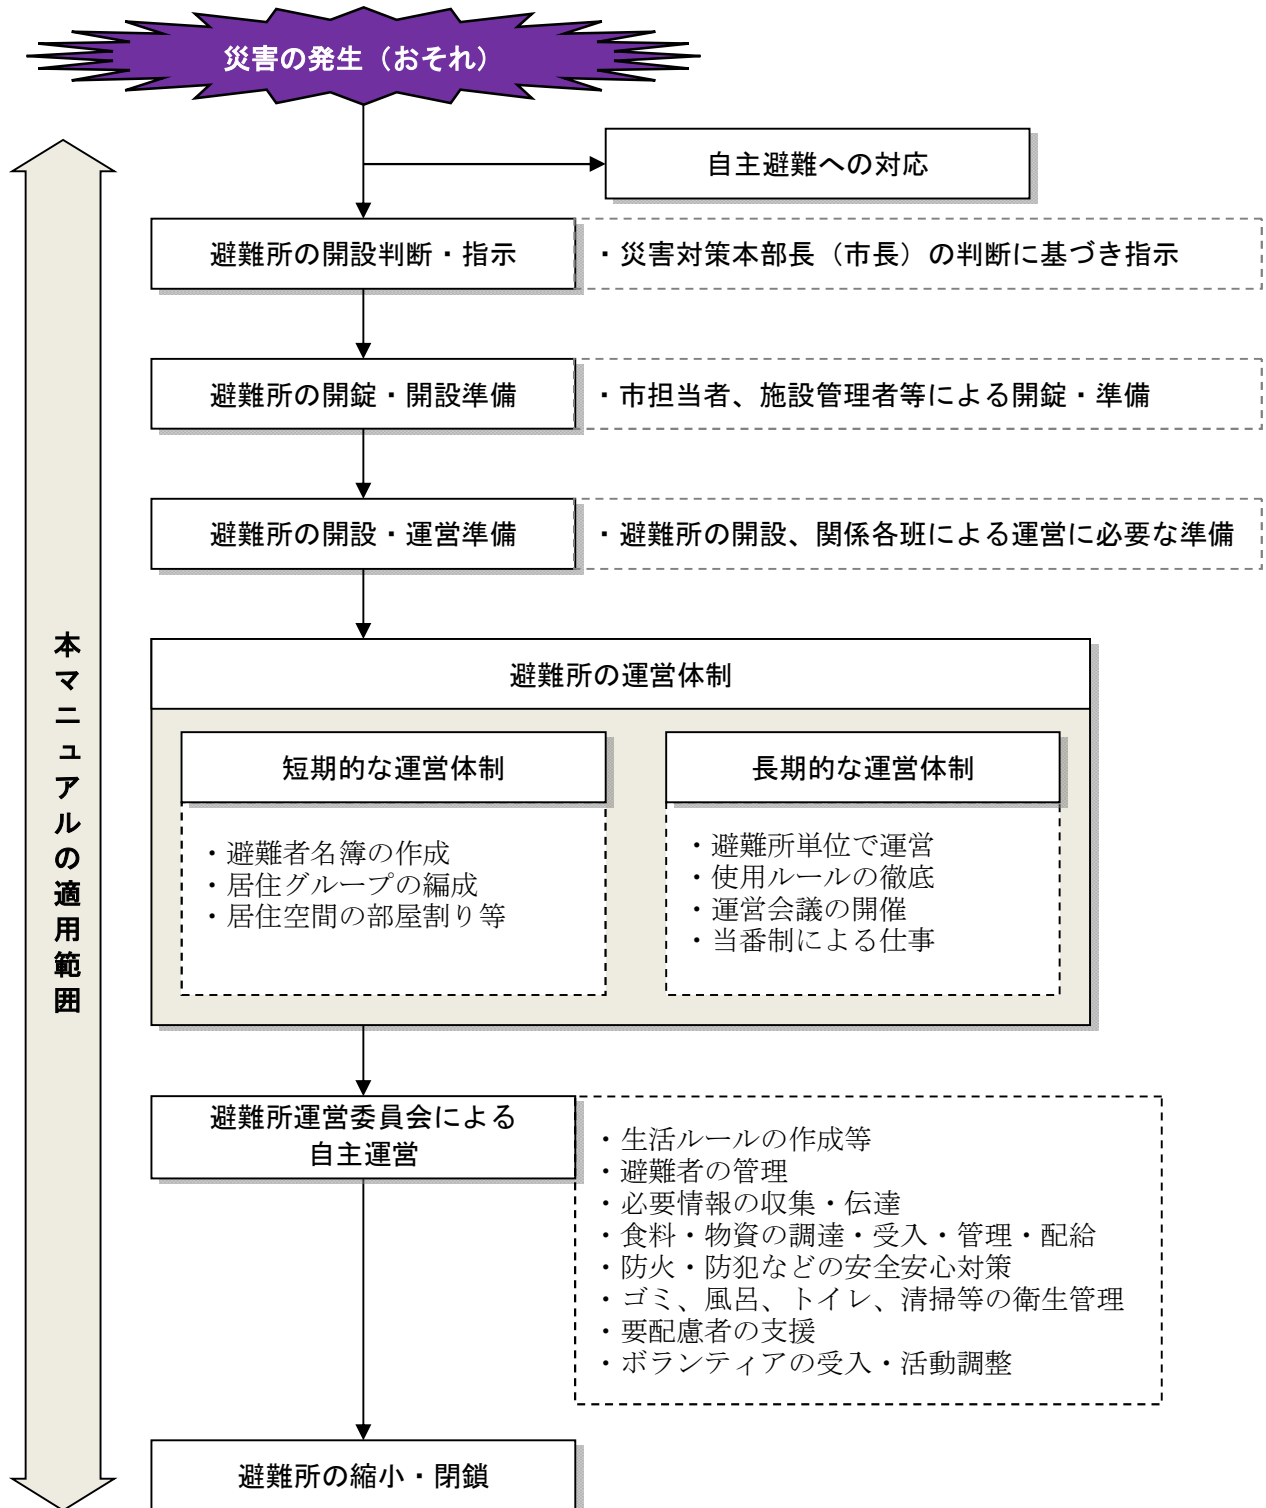 災害の発生（おそれ）
自主避難への対応
避難所の開設判断・指示
・災害対策本部長（市長）の判断に基づき指示
避難所の開錠・開設準備
・市担当者、施設管理者等による開錠・準備
避難所の開設・運営準備
・避難所の開設、関係各班による運営に必要な準備
本マニュアルの適用範囲
避難所の運営体制
短期的な運営体制
・避難者名簿の作成
・居住グループの編成
・居住空間の部屋割り等
長期的な運営体制
・避難所単位で運営
・使用ルールの徹底
・運営会議の開催
・当番制による仕事
避難所運営委員会による
自主運営
・生活ルールの作成等
・避難者の管理
・必要情報の収集・伝達
・食料・物資の調達・受入・管理・配給
・防火・防犯などの安全安心対策
・ゴミ、風呂、トイレ、清掃等の衛生管理
・要配慮者の支援
・ボランティアの受入・活動調整
避難所の縮小・閉鎖